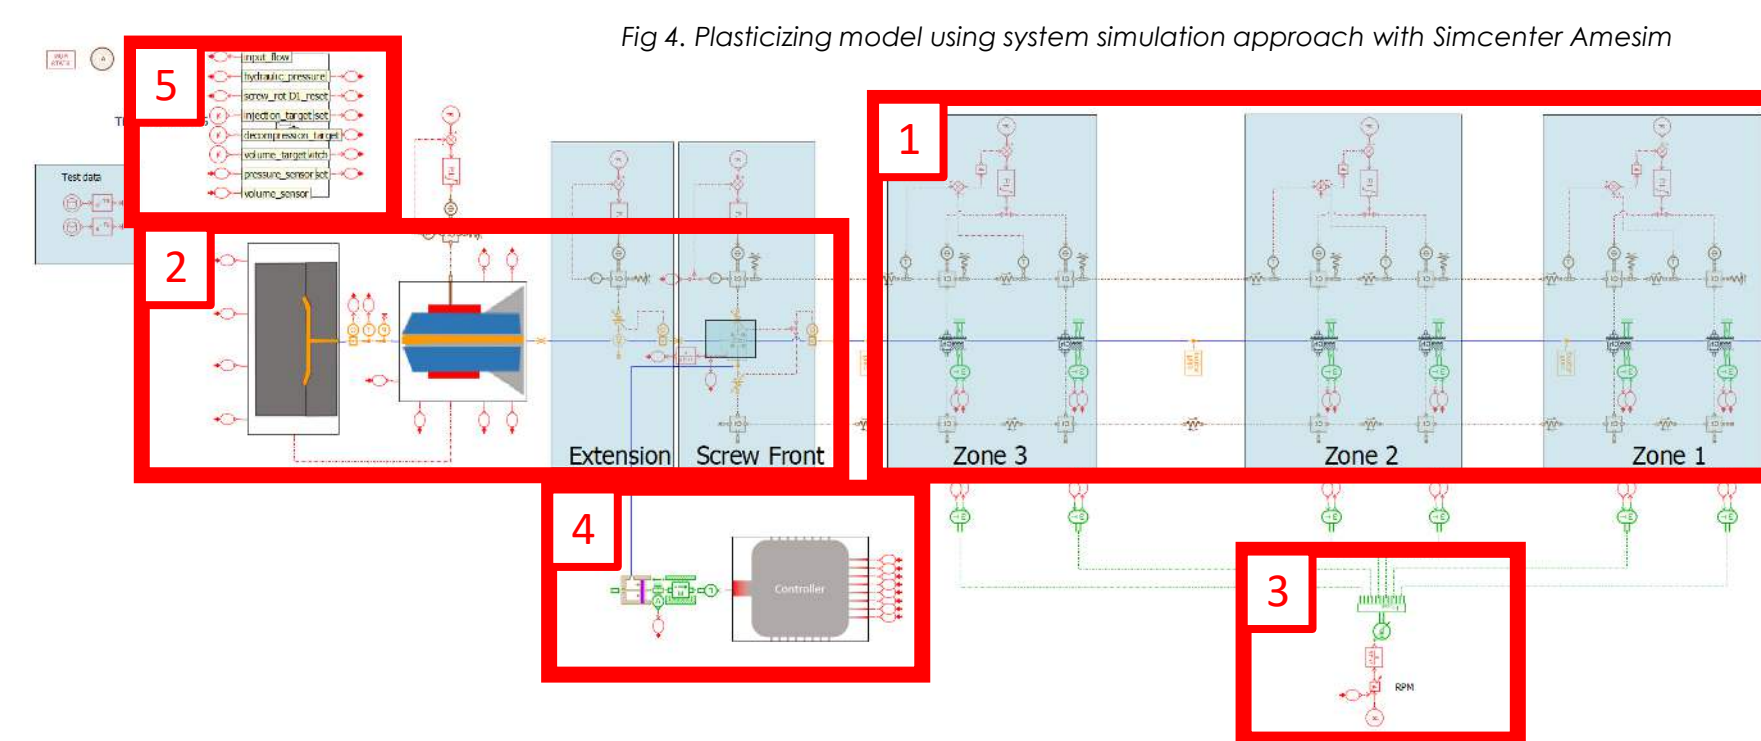 Fig 4. Plasticizing model using system simulation approach with Simcenter Amesim
5
input_flow
hydraulic_pressure
screw_rot D1_reset
injection_target set
decompression_target
volume_target
pressure_sensor set
volume_sensor
1
Test data
2
Extension
Screw Front
Zone 3
Zone 2
Zone 1
4
Controller
3
RPM